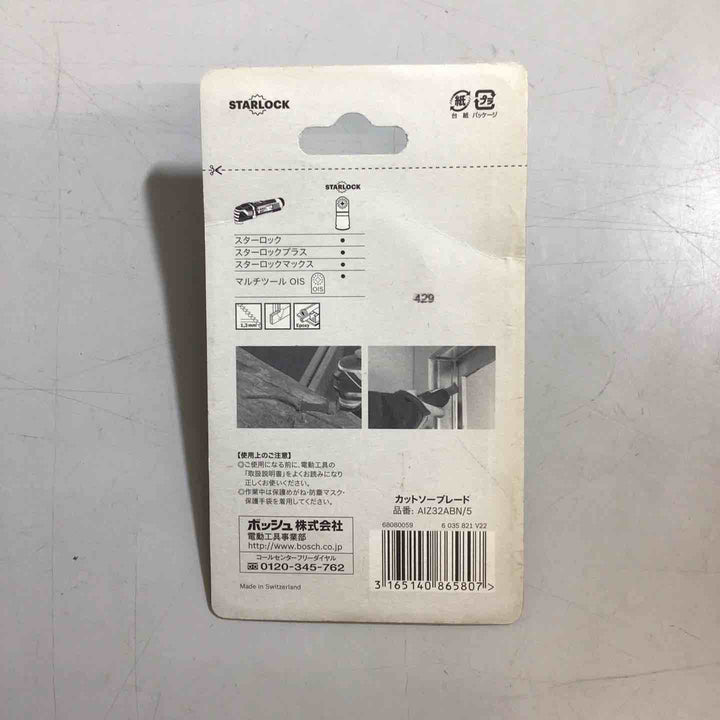 STARLOCK
紙 プラ
台紙 パッケージ
STARLOCK
スターロック
スターロックプラス
スターロックマックス
マルチツール OIS
OIS
429
1,3mm
Epoxy
【使用上のご注意】
◎ご使用になる前に、電動工具の
「取扱説明書」をよくお読みになり
正しくお使いください。
◎作業中は保護めがね・防塵マスク・
保護手袋を着用してください。
カットソーブレード
品番: AIZ32ABN/5
68080059 6 035 821 V22
ボッシュ株式会社
電動工具事業部
http://www.bosch.co.jp
コールセンターフリーダイヤル
0120-345-762
3 165140 865807 >
Made in Switzerland